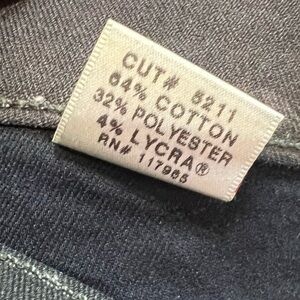 CUT# 5211
64% COTTON
32% POLYESTER
4% LYCRA®
RN# 117965